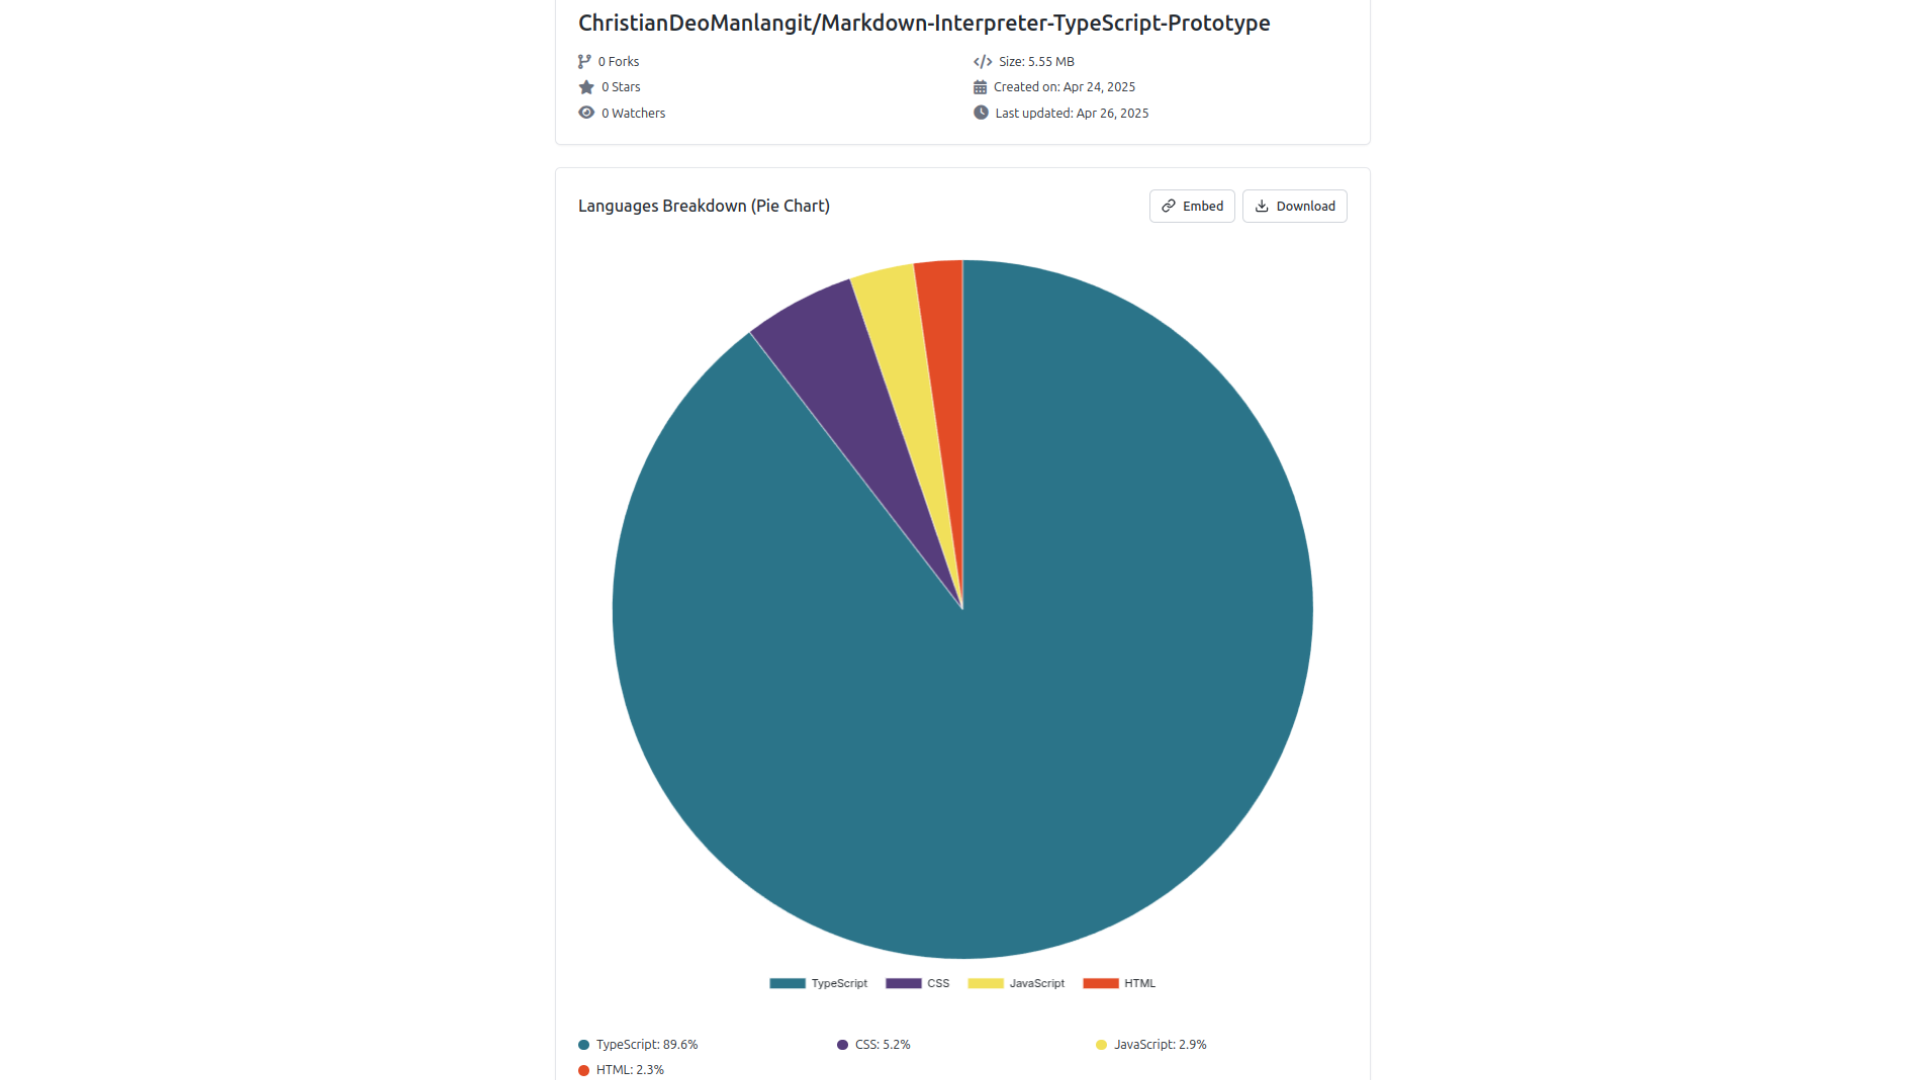 ChristianDeoManlangit/Markdown-Interpreter-TypeScript-Prototype
0 Forks
Size: 5.55 MB
0 Stars
Created on: Apr 24, 2025
0 Watchers
Last updated: Apr 26, 2025
Languages Breakdown (Pie Chart)
Embed
Download
TypeScript CSS JavaScript HTML
TypeScript: 89.6% CSS: 5.2% JavaScript: 2.9%
HTML: 2.3%